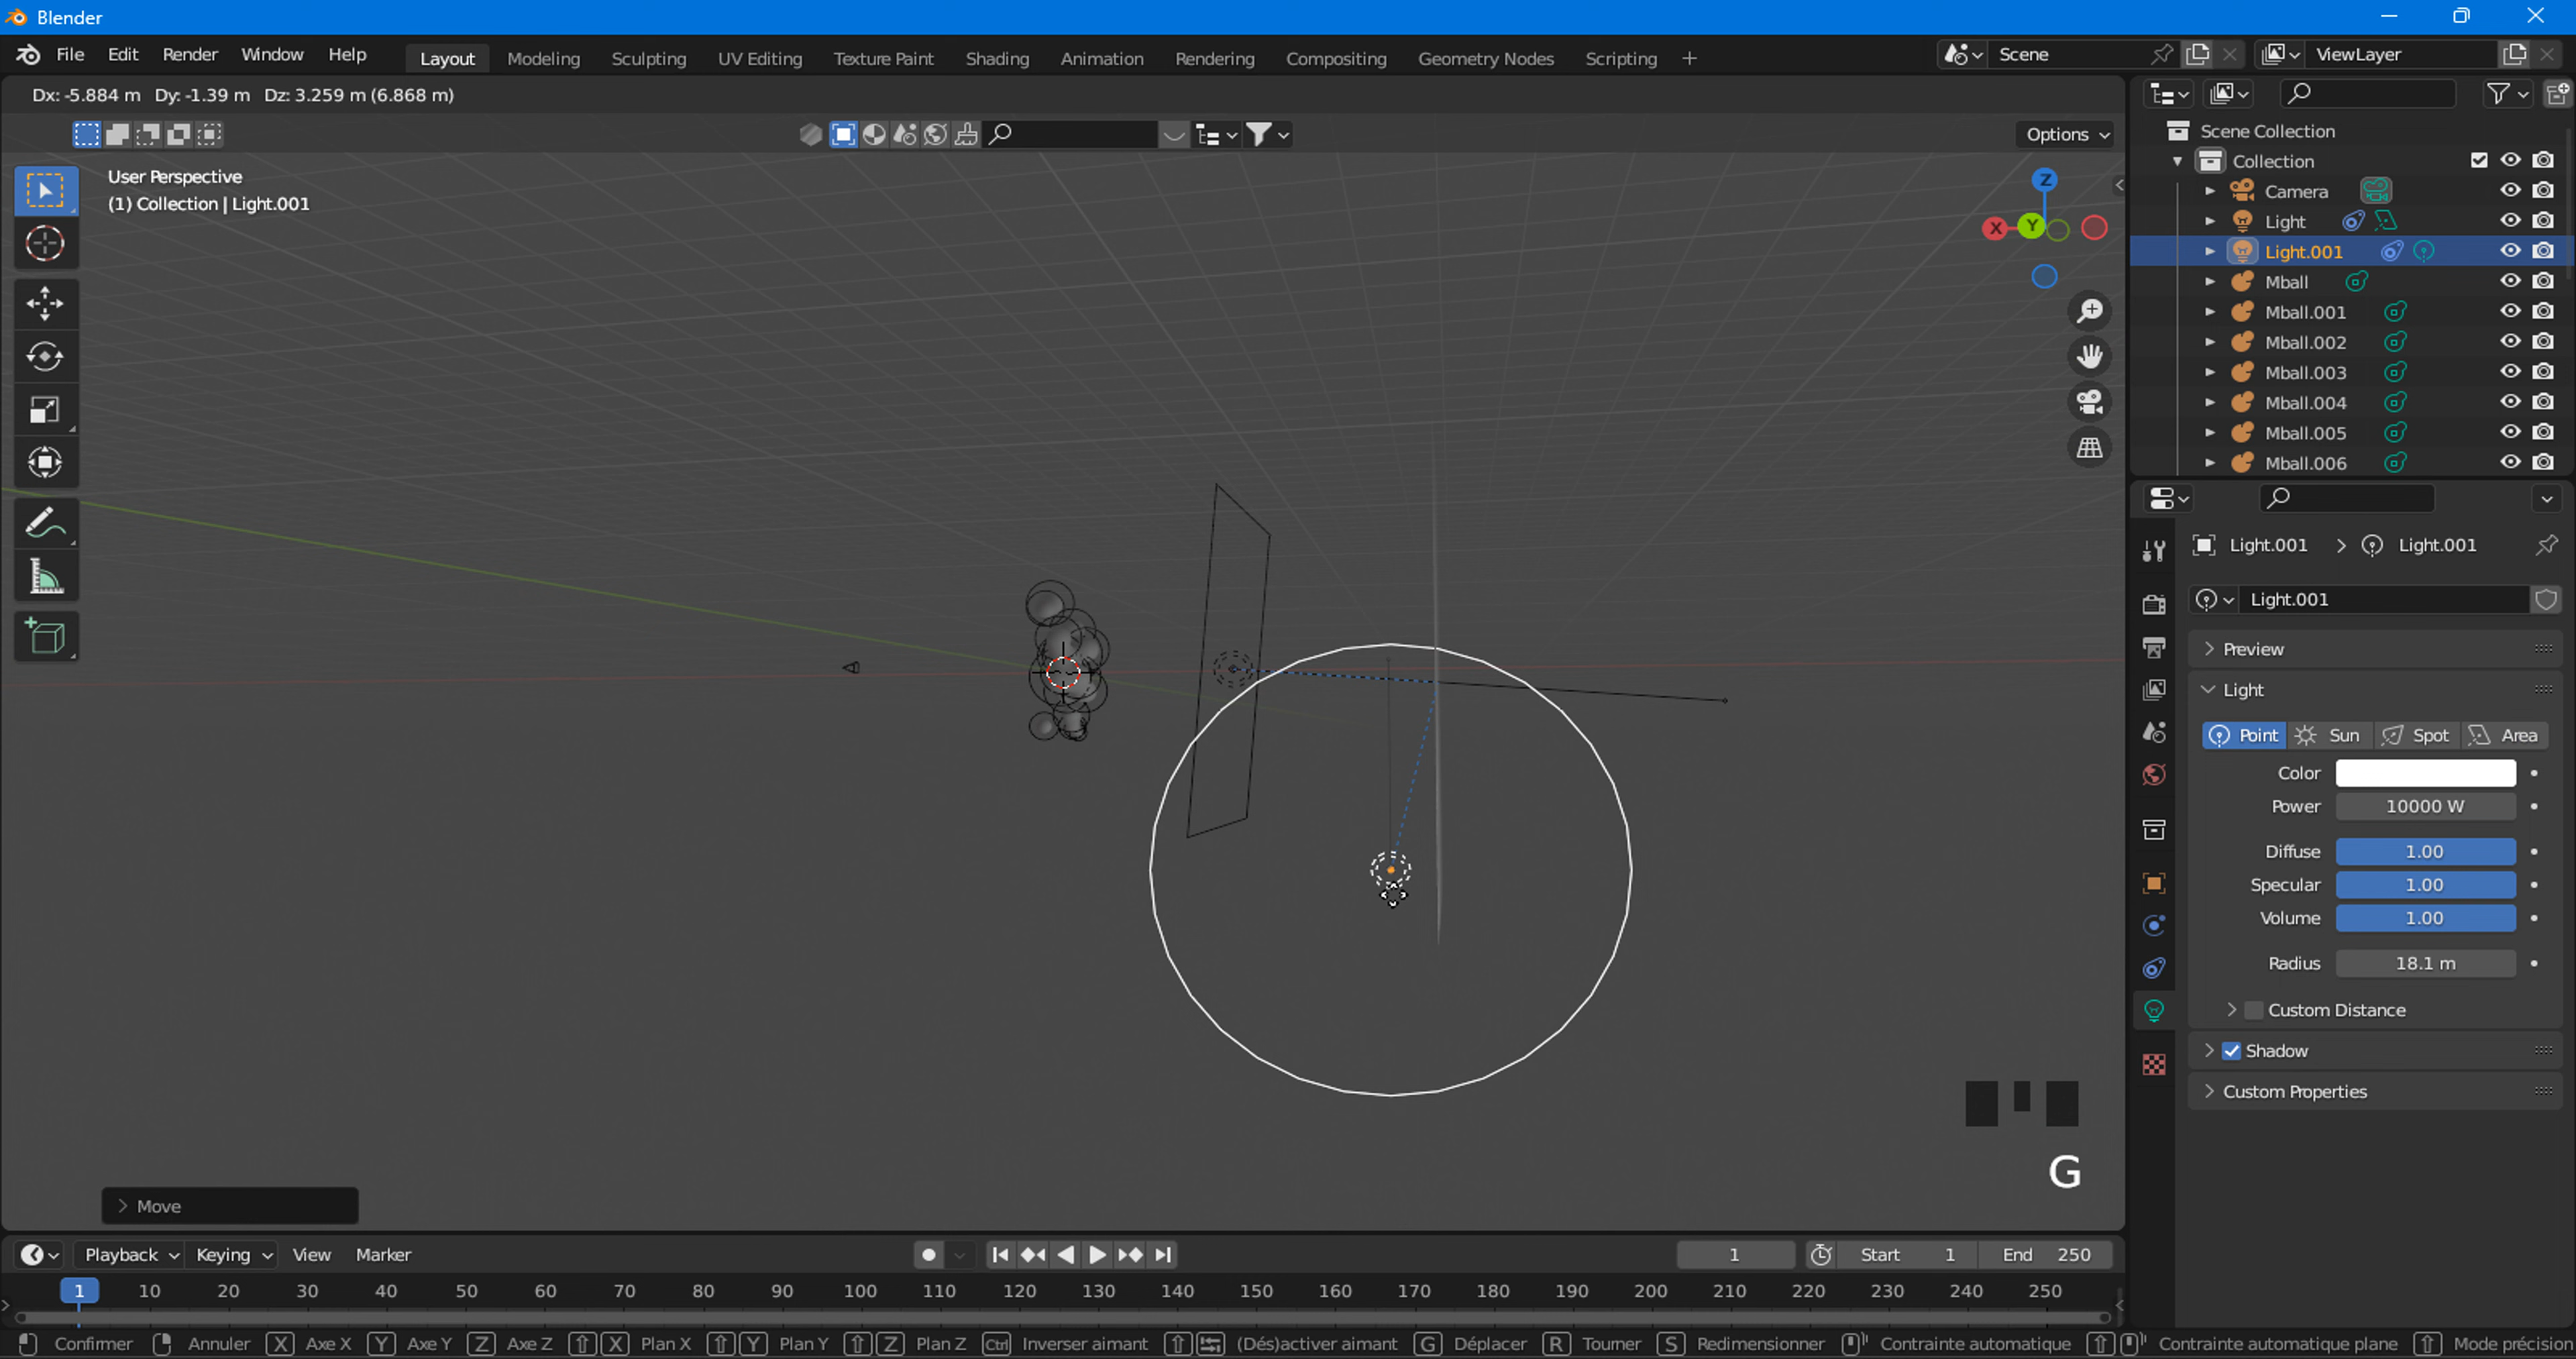 Blender
File Edit Render Window Help Layout Modeling Sculpting UV Editing Texture Paint Shading Animation Rendering Compositing Geometry Nodes Scripting + Scene ViewLayer
Dx: -5.884 m Dy: -1.39 m Dz: 3.259 m (6.868 m)
Options
User Perspective
(1) Collection | Light.001
Z
X Y
Scene Collection
Collection
Camera
Light
Light.001
Mball
Mball.001
Mball.002
Mball.003
Mball.004
Mball.005
Mball.006
Light.001 > Light.001
Light.001
Preview
Light
Point Sun Spot Area
Color
Power 10000 W
Diffuse 1.00
Specular 1.00
Volume 1.00
Radius 18.1 m
Custom Distance
Shadow
Custom Properties
G
Move
Playback Keying View Marker 1 Start 1 End 250
1 10 20 30 40 50 60 70 80 90 100 110 120 130 140 150 160 170 180 190 200 210 220 230 240 250
Confirmer Annuler X Axe X Y Axe Y Z Axe Z X Plan X Y Plan Y Z Plan Z Ctrl Inverser aimant (Dés)activer aimant G Déplacer R Tourner S Redimensionner Contrainte automatique Contrainte automatique plane Mode précision